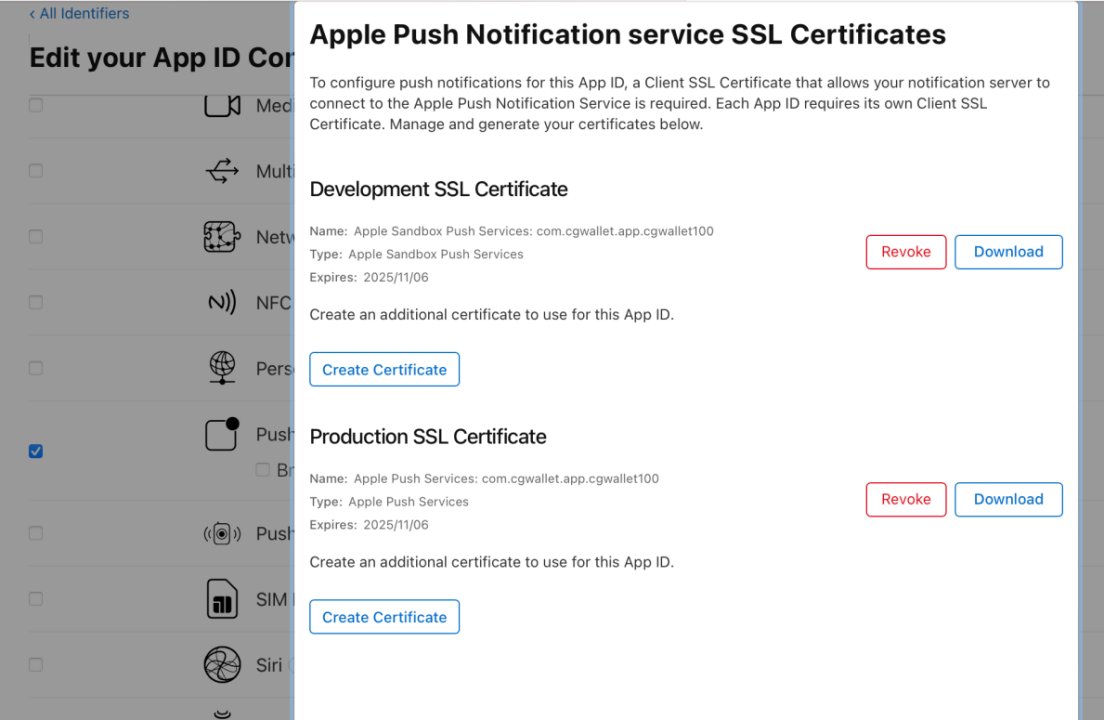 ‹ All Identifiers
Edit your App ID Con
Medi
Multi
Netw
NFC
Pers
Push
Br
Push
SIM
Siri
Apple Push Notification service SSL Certificates
To configure push notifications for this App ID, a Client SSL Certificate that allows your notification server to
connect to the Apple Push Notification Service is required. Each App ID requires its own Client SSL
Certificate. Manage and generate your certificates below.
Development SSL Certificate
Name: Apple Sandbox Push Services: com.cgwallet.app.cgwallet100
Type: Apple Sandbox Push Services
Expires: 2025/11/06
Revoke Download
Create an additional certificate to use for this App ID.
Create Certificate
Production SSL Certificate
Name: Apple Push Services: com.cgwallet.app.cgwallet100
Type: Apple Push Services
Expires: 2025/11/06
Revoke Download
Create an additional certificate to use for this App ID.
Create Certificate